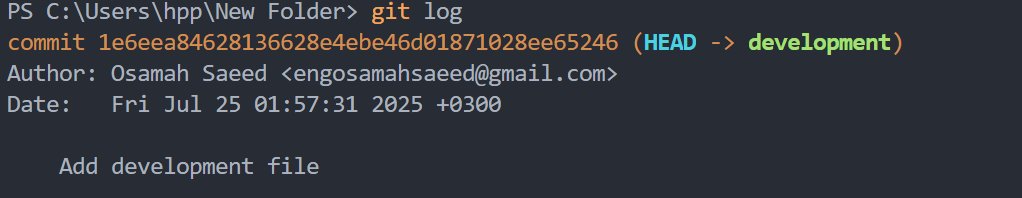 PS C:\Users\hpp\New Folder> git log
commit 1e6eea84628136628e4ebe46d01871028ee65246 (HEAD -> development)
Author: Osamah Saeed <engosamahsaeed@gmail.com>
Date:   Fri Jul 25 01:57:31 2025 +0300
    Add development file